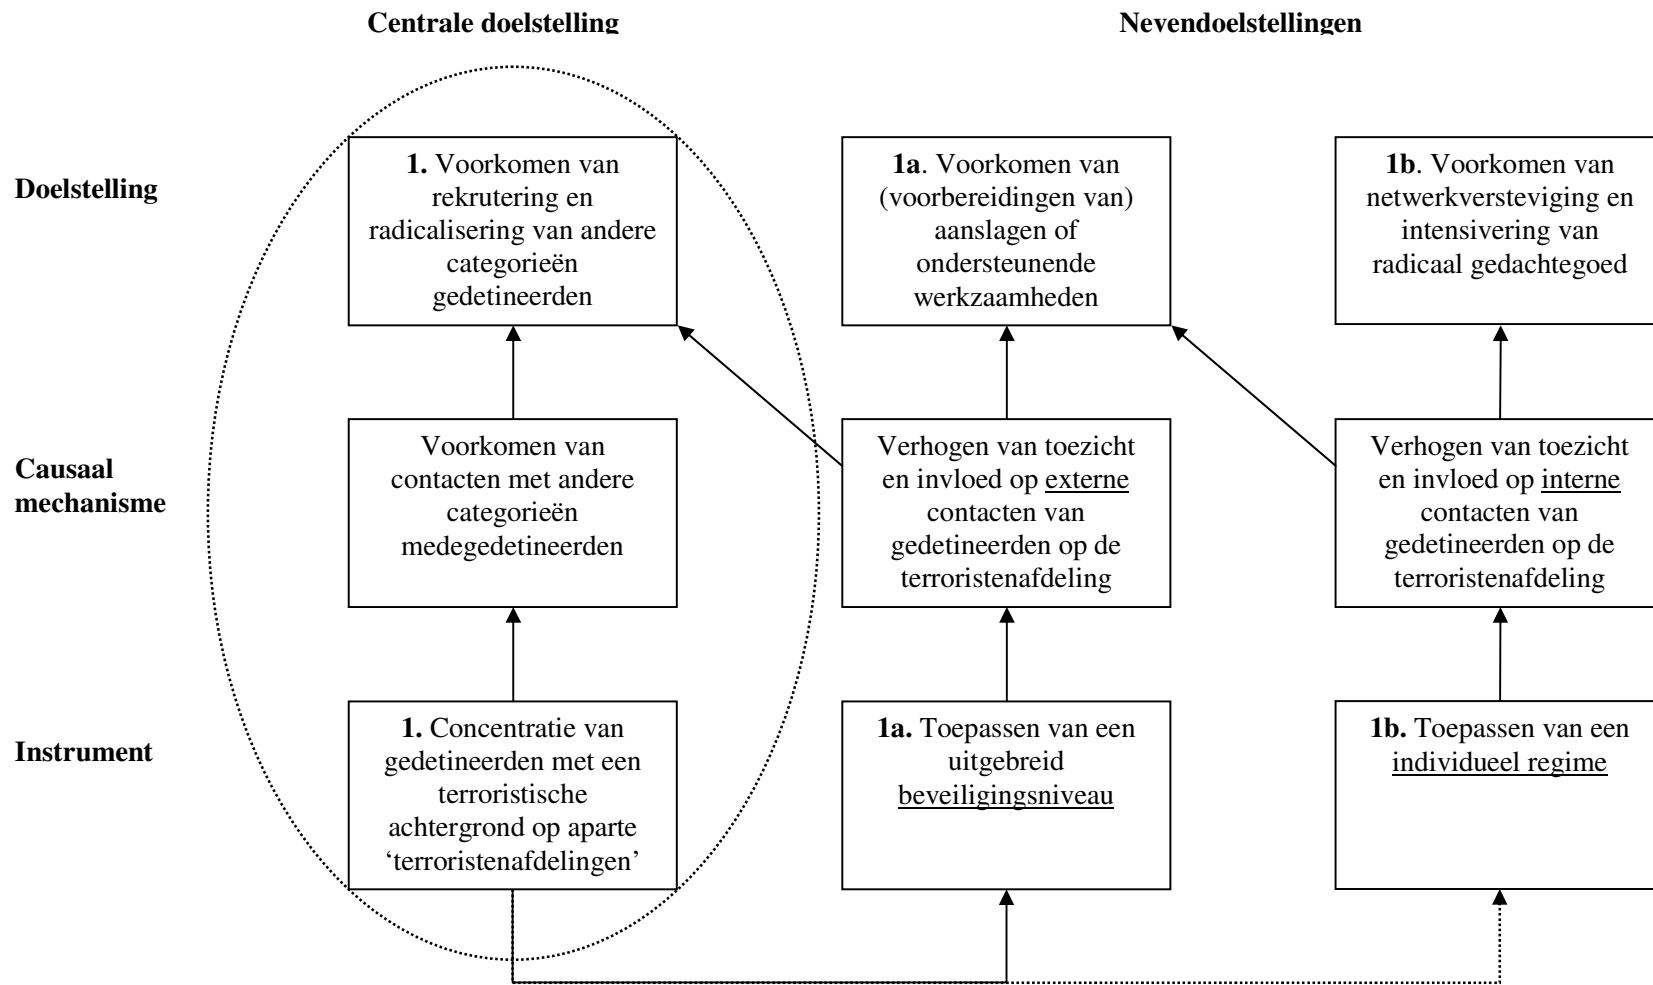 Centrale doelstelling
Nevendoelstellingen
Doelstelling
1. Voorkomen van
rekrutering en
radicalisering van andere
categorieën
gedetineerden
1a. Voorkomen van
(voorbereidingen van)
aanslagen of
ondersteunende
werkzaamheden
1b. Voorkomen van
netwerkversteviging en
intensivering van
radicaal gedachtegoed
Causaal
mechanisme
Voorkomen van
contacten met andere
categorieën
medegedetineerden
Verhogen van toezicht
en invloed op externe
contacten van
gedetineerden op de
terroristenafdeling
Verhogen van toezicht
en invloed op interne
contacten van
gedetineerden op de
terroristenafdeling
Instrument
1. Concentratie van
gedetineerden met een
terroristische
achtergrond op aparte
‘terroristenafdelingen’
1a. Toepassen van een
uitgebreid
beveiligingsniveau
1b. Toepassen van een
individueel regime